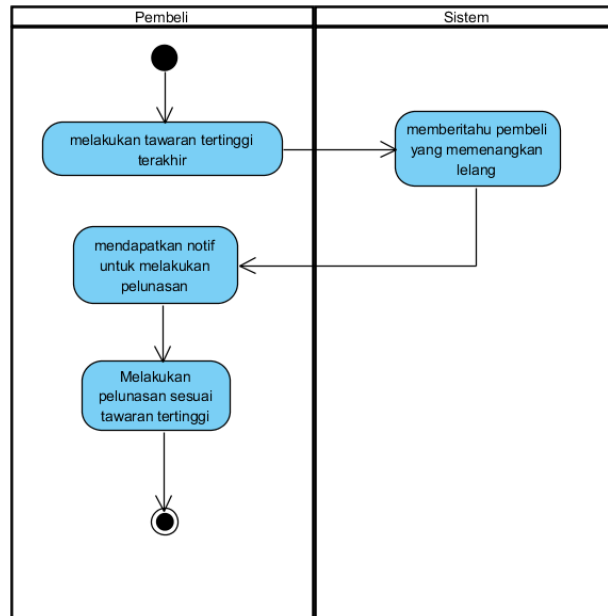 Pembeli
Sistem
melakukan tawaran tertinggi
terakhir
memberitahu pembeli
yang memenangkan
lelang
mendapatkan notif
untuk melakukan
pelunasan
Melakukan
pelunasan sesuai
tawaran tertinggi